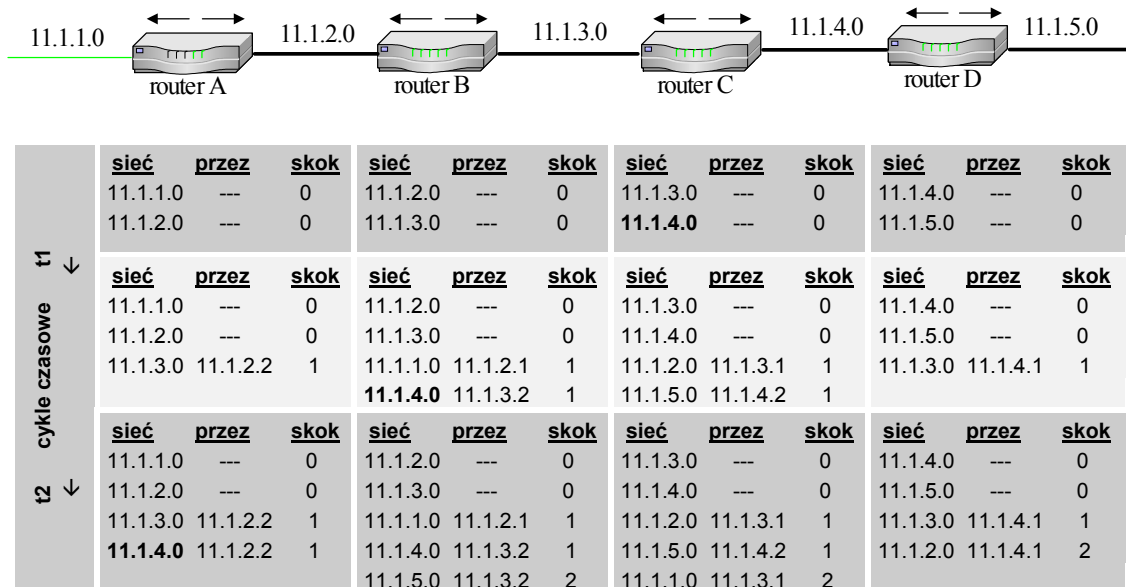 11.1.1.0 11.1.2.0 11.1.3.0 11.1.4.0 11.1.5.0
router A router B router C router D
cykle czasowe
t1
t2
sieć przez skok sieć przez skok sieć przez skok sieć przez skok
11.1.1.0 --- 0 11.1.2.0 --- 0 11.1.3.0 --- 0 11.1.4.0 --- 0
11.1.2.0 --- 0 11.1.3.0 --- 0 11.1.4.0 --- 0 11.1.5.0 --- 0
sieć przez skok sieć przez skok sieć przez skok sieć przez skok
11.1.1.0 --- 0 11.1.2.0 --- 0 11.1.3.0 --- 0 11.1.4.0 --- 0
11.1.2.0 --- 0 11.1.3.0 --- 0 11.1.4.0 --- 0 11.1.5.0 --- 0
11.1.3.0 11.1.2.2 1 11.1.1.0 11.1.2.1 1 11.1.2.0 11.1.3.1 1 11.1.3.0 11.1.4.1 1
11.1.4.0 11.1.3.2 1 11.1.5.0 11.1.4.2 1
sieć przez skok sieć przez skok sieć przez skok sieć przez skok
11.1.1.0 --- 0 11.1.2.0 --- 0 11.1.3.0 --- 0 11.1.4.0 --- 0
11.1.2.0 --- 0 11.1.3.0 --- 0 11.1.4.0 --- 0 11.1.5.0 --- 0
11.1.3.0 11.1.2.2 1 11.1.1.0 11.1.2.1 1 11.1.2.0 11.1.3.1 1 11.1.3.0 11.1.4.1 1
11.1.4.0 11.1.2.2 1 11.1.4.0 11.1.3.2 1 11.1.5.0 11.1.4.2 1 11.1.2.0 11.1.4.1 2
11.1.5.0 11.1.3.2 2 11.1.1.0 11.1.3.1 2